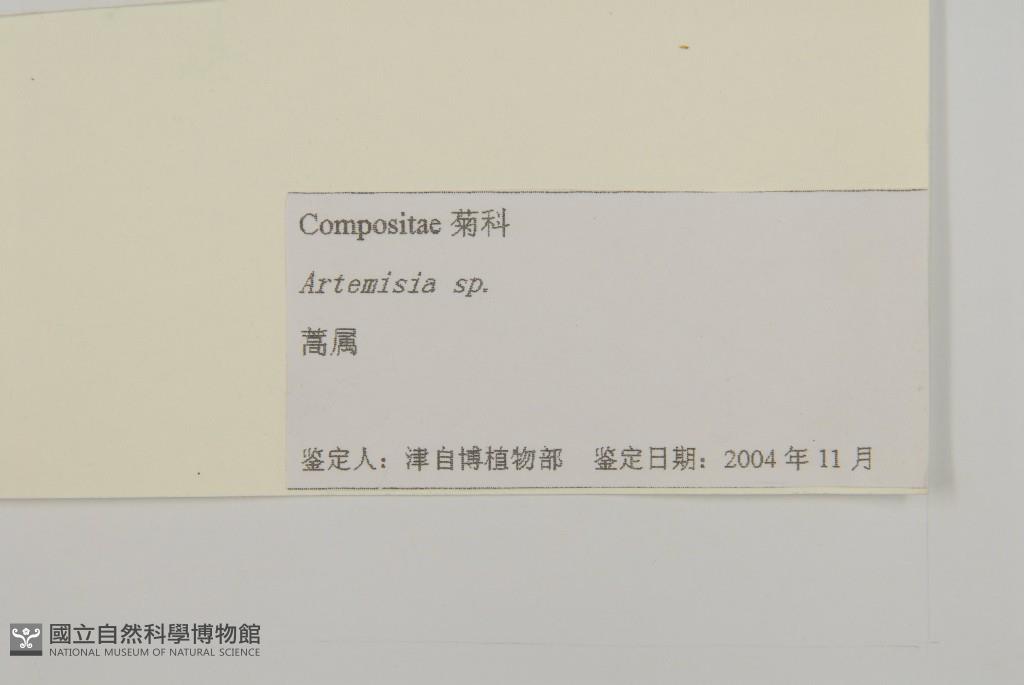 Compositae 菊科
Artemisia sp.
蒿属
鉴定人：津自博植物部 鉴定日期：2004 年 11 月
國立自然科學博物館
NATIONAL MUSEUM OF NATURAL SCIENCE